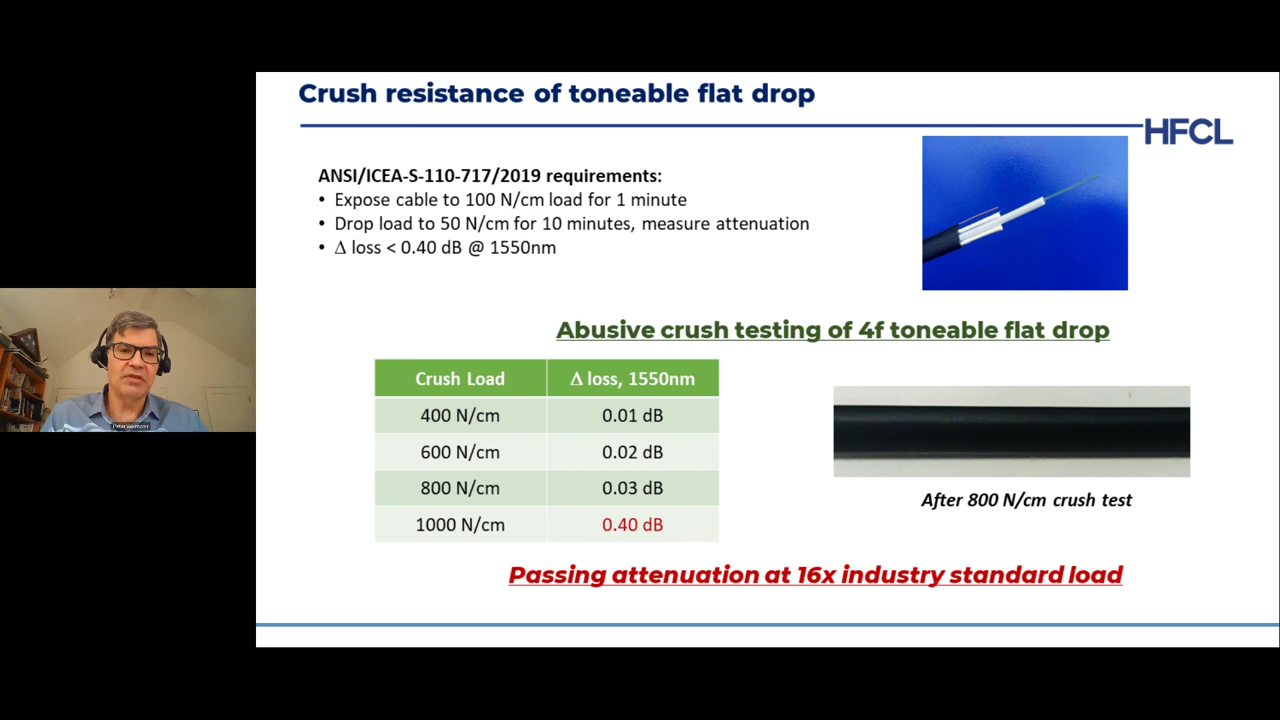 Crush resistance of toneable flat drop
HFCL
ANSI/ICEA-S-110-717/2019 requirements:
• Expose cable to 100 N/cm load for 1 minute
• Drop load to 50 N/cm for 10 minutes, measure attenuation
• Δ loss < 0.40 dB @ 1550nm
Abusive crush testing of 4f toneable flat drop
Crush Load Δ loss, 1550nm
400 N/cm 0.01 dB
600 N/cm 0.02 dB
800 N/cm 0.03 dB
1000 N/cm 0.40 dB
After 800 N/cm crush test
Passing attenuation at 16x industry standard load